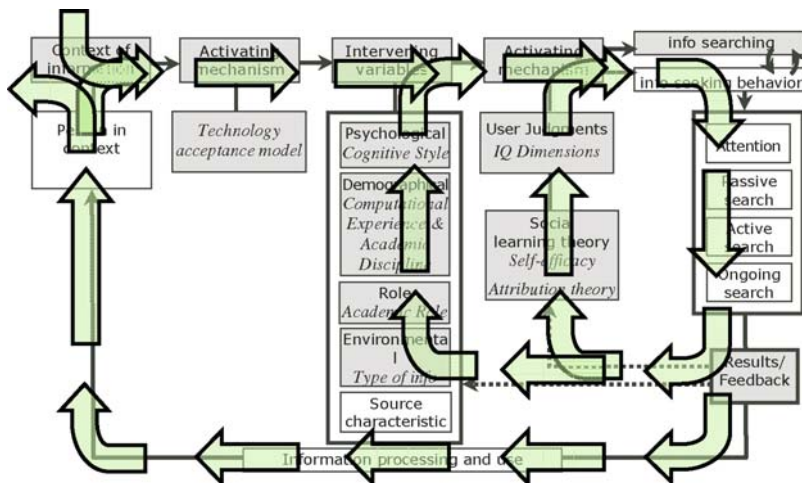 Context of
information
Activating
mechanism
Intervening
variables
Activating
mechanism
info searching
info seeking behavior
Person in
context
Technology
acceptance model
Psychological
Cognitive Style
Demographical
Computational
Experience &
Academic
Discipline
Role
Academic Role
Environmenta
l
Type of info
Source
characteristic
User Judgments
IQ Dimensions
Social
learning theory
Self-efficacy
Attribution theory
Attention
Passive
search
Active
search
Ongoing
search
Results/
Feedback
Information processing and use